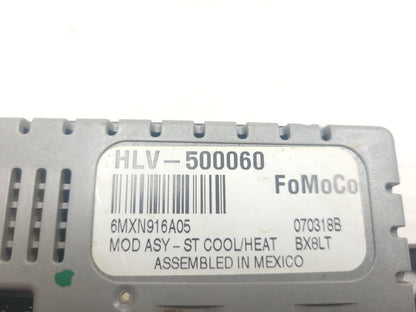 HLV-500060
FoMoCo
6MXN916A05 070318B
MOD ASY - ST COOL/HEAT BX8LT
ASSEMBLED IN MEXICO